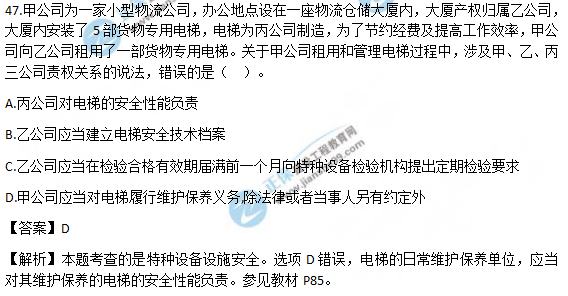 47.甲公司为一家小型物流公司，办公地点设在一座物流仓储大厦内，大厦产权归属乙公司，
大厦内安装了 5 部货物专用电梯，电梯为丙公司制造，为了节约经费及提高工作效率，甲公
司向乙公司租用了一部货物专用电梯。关于甲公司租用和管理电梯过程中，涉及甲、乙、丙
三公司责权关系的说法，错误的是（ ）。
A.丙公司对电梯的安全性能负责
B.乙公司应当建立电梯安全技术档案
C.乙公司应当在检验合格有效期届满前一个月向特种设备检验机构提出定期检验要求
D.甲公司应当对电梯履行维护保养义务,除法律或者当事人另有约定外
【答案】D
【解析】本题考查的是特种设备设施安全。选项 D 错误，电梯的日常维护保养单位，应当
对其维护保养的电梯的安全性能负责。参见教材 P85。